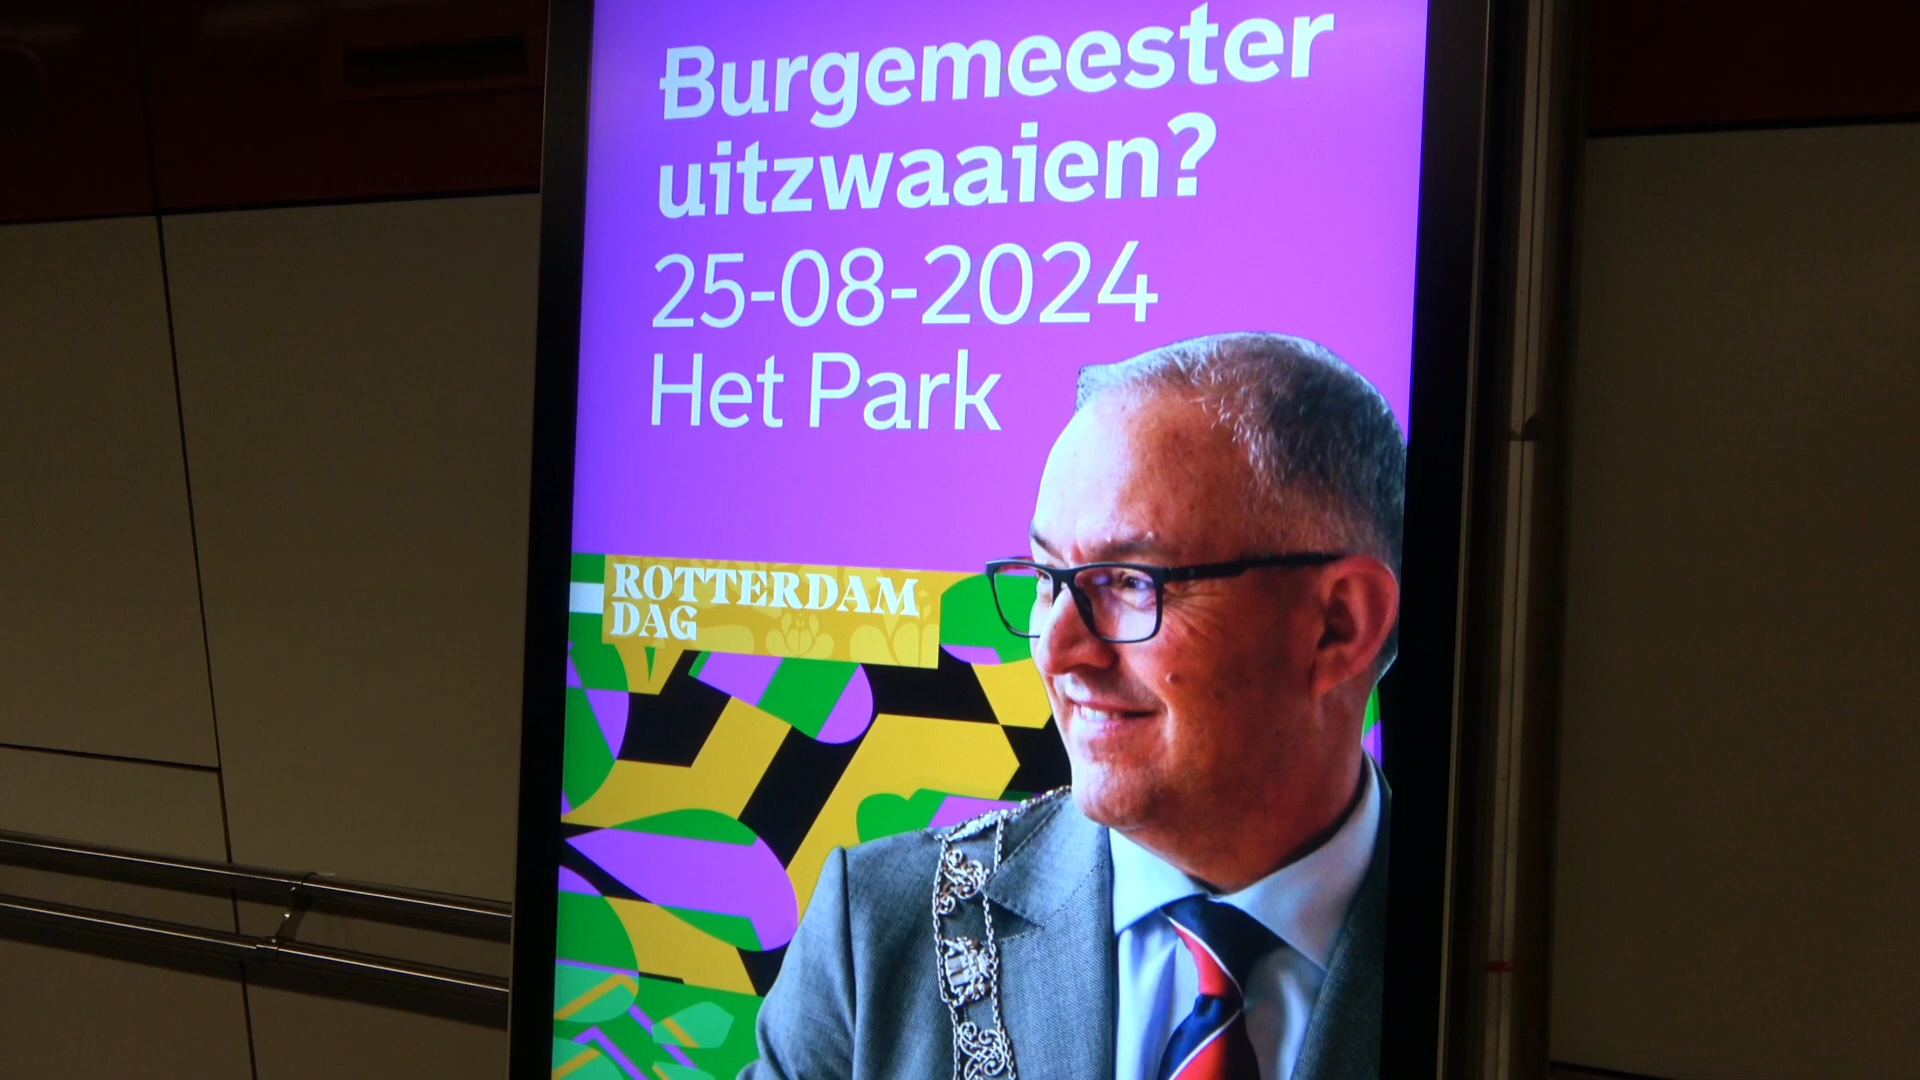 Burgemeester
uitzwaaien?
25-08-2024
Het Park
ROTTERDAM
DAG